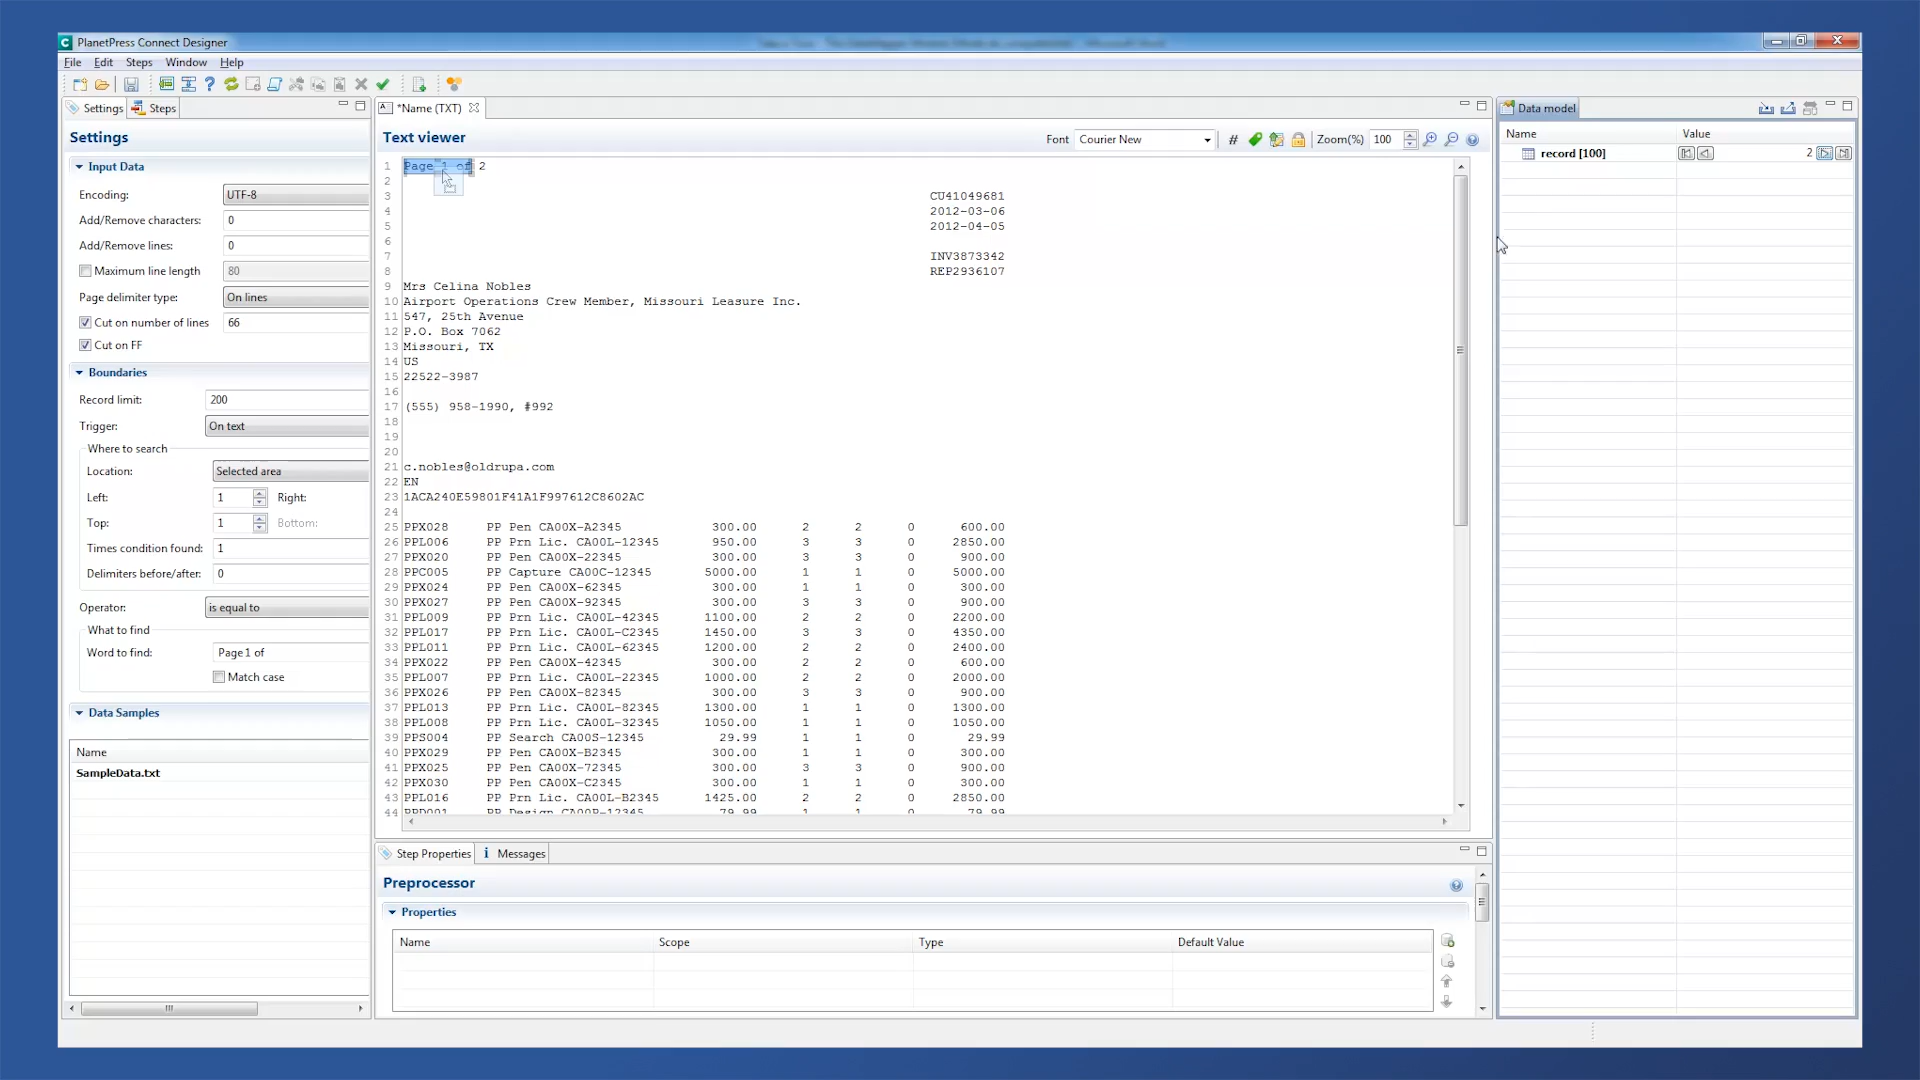 PlanetPress Connect Designer
File Edit Steps Window Help
Settings Steps
Settings
Input Data
Encoding: UTF-8
Add/Remove characters: 0
Add/Remove lines: 0
Maximum line length 80
Page delimiter type: On lines
Cut on number of lines 66
Cut on FF
Boundaries
Record limit: 200
Trigger: On text
Where to search
Location: Selected area
Left: 1 Right:
Top: 1 Bottom:
Times condition found: 1
Delimiters before/after: 0
Operator: is equal to
What to find
Word to find: Page 1 of
Match case
Data Samples
Name
SampleData.txt
*Name (TXT)
Text viewer
Font Courier New # Zoom(%) 100
1 Page 1 of 2
2
3 CU41049681
4 2012-03-06
5 2012-04-05
6
7 INV3873342
8 REP2936107
9 Mrs Celina Nobles
10 Airport Operations Crew Member, Missouri Leasure Inc.
11 547, 25th Avenue
12 P.O. Box 7062
13 Missouri, TX
14 US
15 22522-3987
16
17 (555) 958-1990, #992
18
19
20
21 c.nobles@oldrupa.com
22 EN
23 1ACA240E59801F41A1F997612C8602AC
24
25 PPX028 PP Pen CA00X-A2345 300.00 2 2 0 600.00
26 PPL006 PP Prn Lic. CA00L-12345 950.00 3 3 0 2850.00
27 PPX020 PP Pen CA00X-22345 300.00 3 3 0 900.00
28 PPC005 PP Capture CA00C-12345 5000.00 1 1 0 5000.00
29 PPX024 PP Pen CA00X-62345 300.00 1 1 0 300.00
30 PPX027 PP Pen CA00X-92345 300.00 3 3 0 900.00
31 PPL009 PP Prn Lic. CA00L-42345 1100.00 2 2 0 2200.00
32 PPL017 PP Prn Lic. CA00L-C2345 1450.00 3 3 0 4350.00
33 PPL011 PP Prn Lic. CA00L-62345 1200.00 2 2 0 2400.00
34 PPX022 PP Pen CA00X-42345 300.00 2 2 0 600.00
35 PPL007 PP Prn Lic. CA00L-22345 1000.00 2 2 0 2000.00
36 PPX026 PP Pen CA00X-82345 300.00 3 3 0 900.00
37 PPL013 PP Prn Lic. CA00L-82345 1300.00 1 1 0 1300.00
38 PPL008 PP Prn Lic. CA00L-32345 1050.00 1 1 0 1050.00
39 PPS004 PP Search CA00S-12345 29.99 1 1 0 29.99
40 PPX029 PP Pen CA00X-B2345 300.00 1 1 0 300.00
41 PPX025 PP Pen CA00X-72345 300.00 3 3 0 900.00
42 PPX030 PP Pen CA00X-C2345 300.00 1 1 0 300.00
43 PPL016 PP Prn Lic. CA00L-B2345 1425.00 2 2 0 2850.00
44 PPD001 PP Design CA00P-12345 79.99 1 1 0 79.99
Step Properties Messages
Preprocessor
Properties
Name Scope Type Default Value
Data model
Name Value
record [100] 2